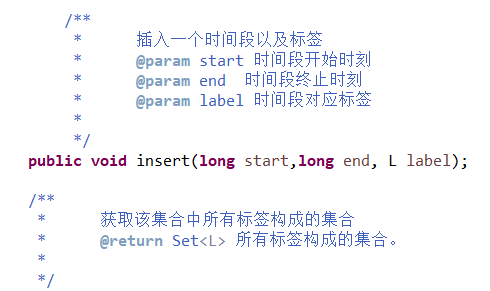 /**
* 插入一个时间段以及标签
* @param start 时间段开始时刻
* @param end 时间段终止时刻
* @param label 时间段对应标签
*
*/
public void insert(long start,long end, L label);
/**
* 获取该集合中所有标签构成的集合
* @return Set<L> 所有标签构成的集合。
*
*/